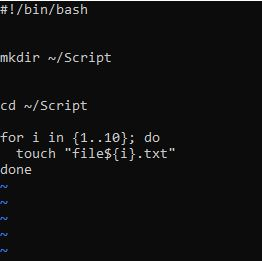 #!/bin/bash
mkdir ~/Script
cd ~/Script
for i in {1..10}; do
  touch "file${i}.txt"
done
~
~
~
~
~